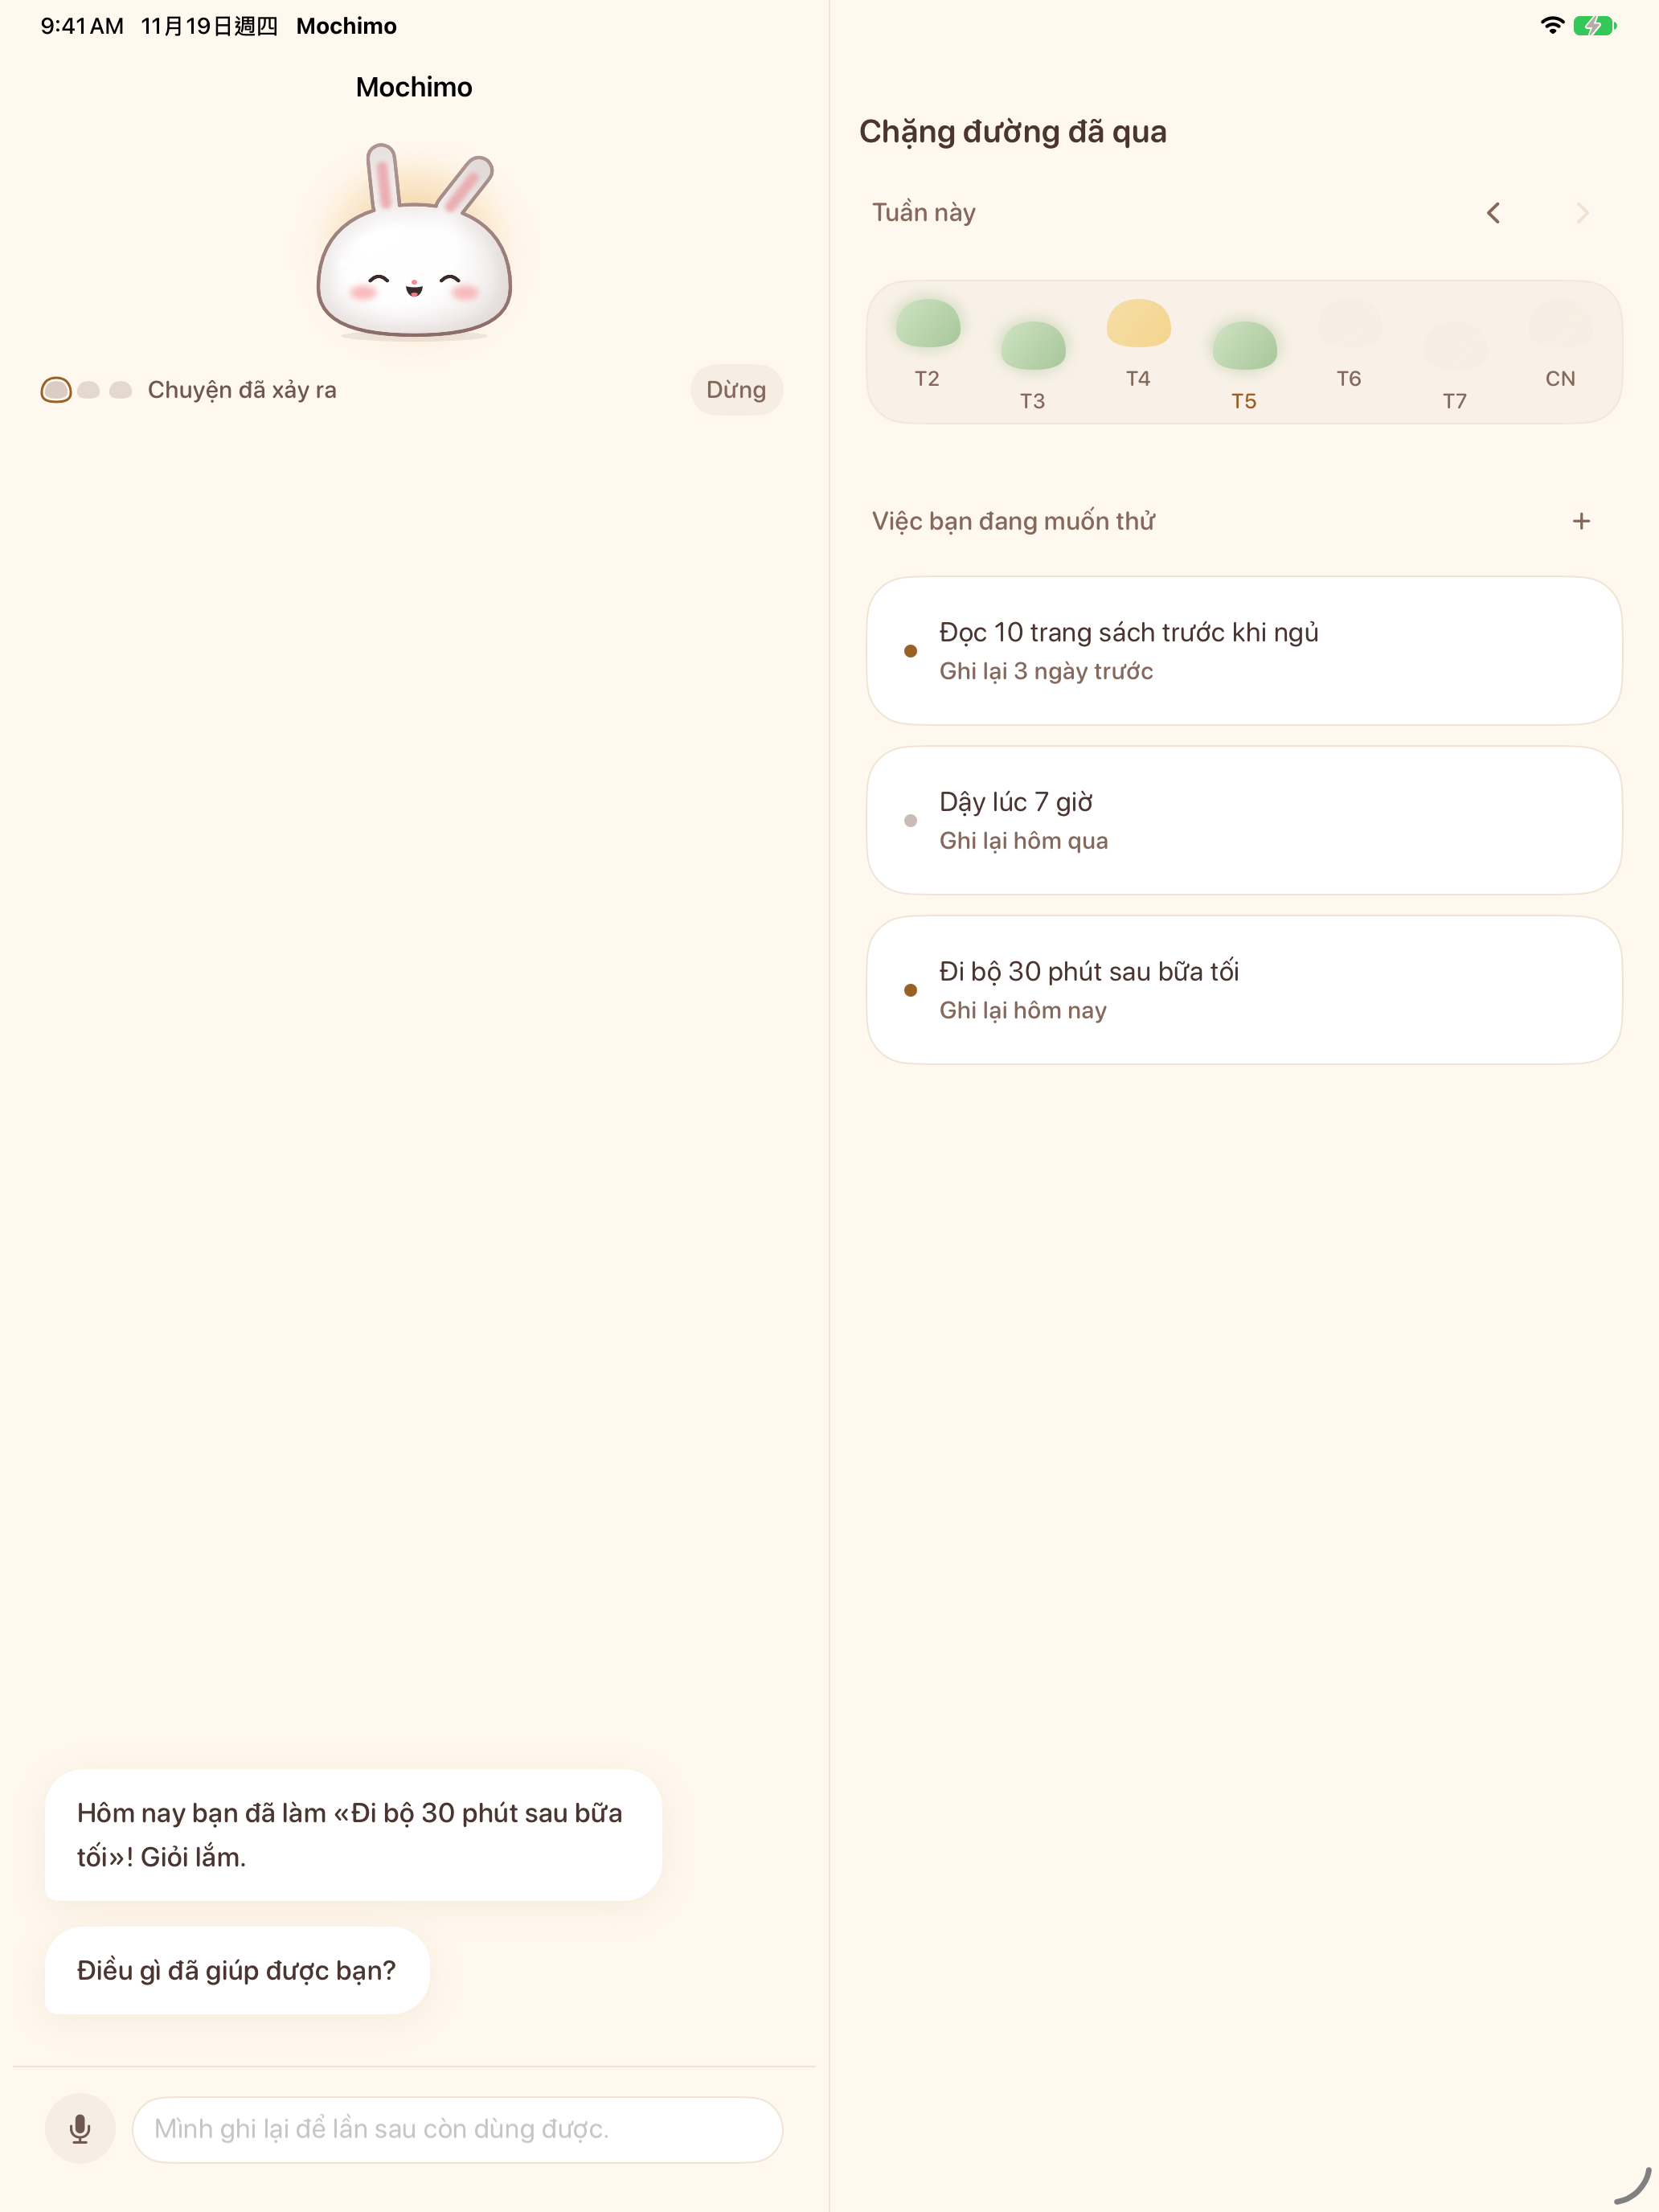 9:41 AM 11月19日週四 Mochimo
Mochimo
Chuyện đã xảy ra
Dừng
Hôm nay bạn đã làm «Đi bộ 30 phút sau bữa
tối»! Giỏi lắm.
Điều gì đã giúp được bạn?
Mình ghi lại để lần sau còn dùng được.
Chặng đường đã qua
Tuần này
T2
T3
T4
T5
T6
T7
CN
Việc bạn đang muốn thử
+
Đọc 10 trang sách trước khi ngủ
Ghi lại 3 ngày trước
Dậy lúc 7 giờ
Ghi lại hôm qua
Đi bộ 30 phút sau bữa tối
Ghi lại hôm nay